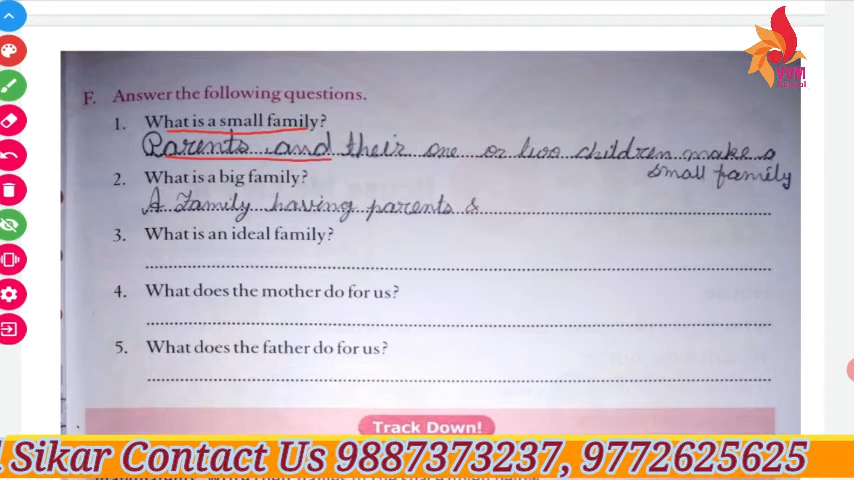 VVM
School
F. Answer the following questions.
1. What is a small family?
Parents and their one or two children make a
small family
2. What is a big family?
A Family having parents &
3. What is an ideal family?
4. What does the mother do for us?
5. What does the father do for us?
Track Down!
Sikar Contact Us 9887373237, 9772625625